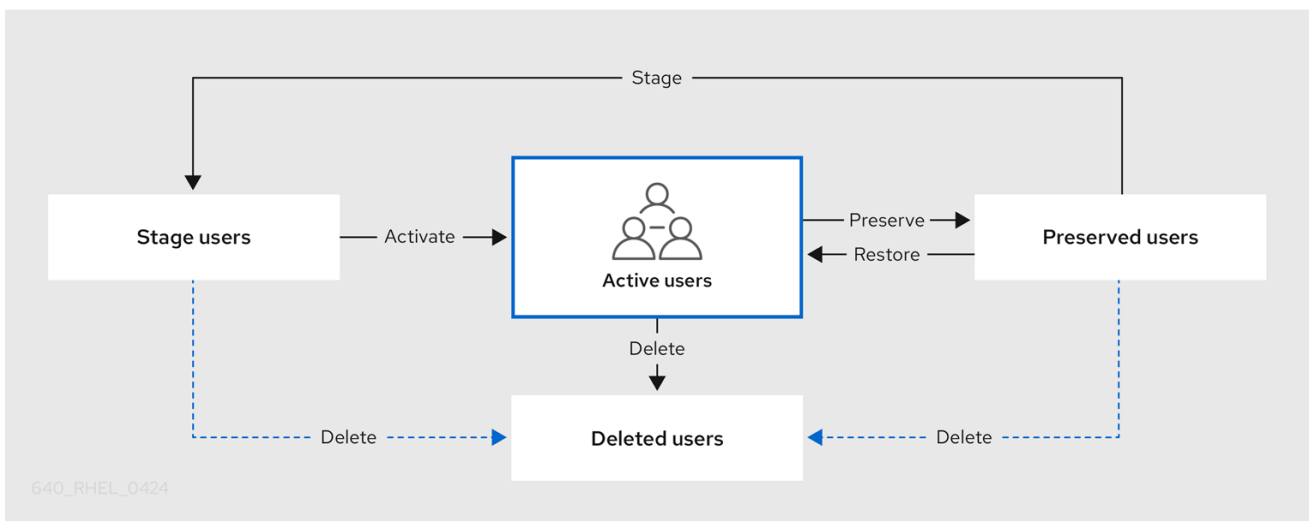 Stage
Stage users
Activate
Active users
Preserve
Restore
Preserved users
Delete
Delete
Deleted users
Delete
640_RHEL_0424